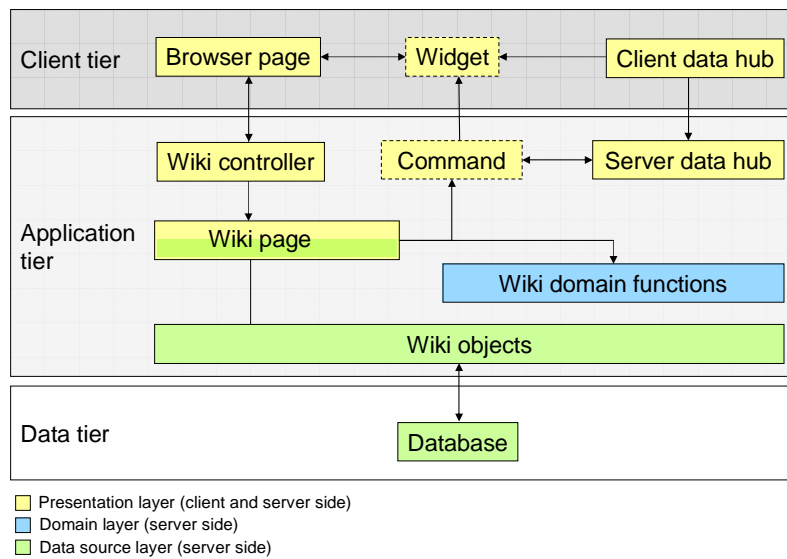 Client tier
Browser page
Widget
Client data hub
Wiki controller
Command
Server data hub
Application
tier
Wiki page
Wiki domain functions
Wiki objects
Data tier
Database
Presentation layer (client and server side)
Domain layer (server side)
Data source layer (server side)